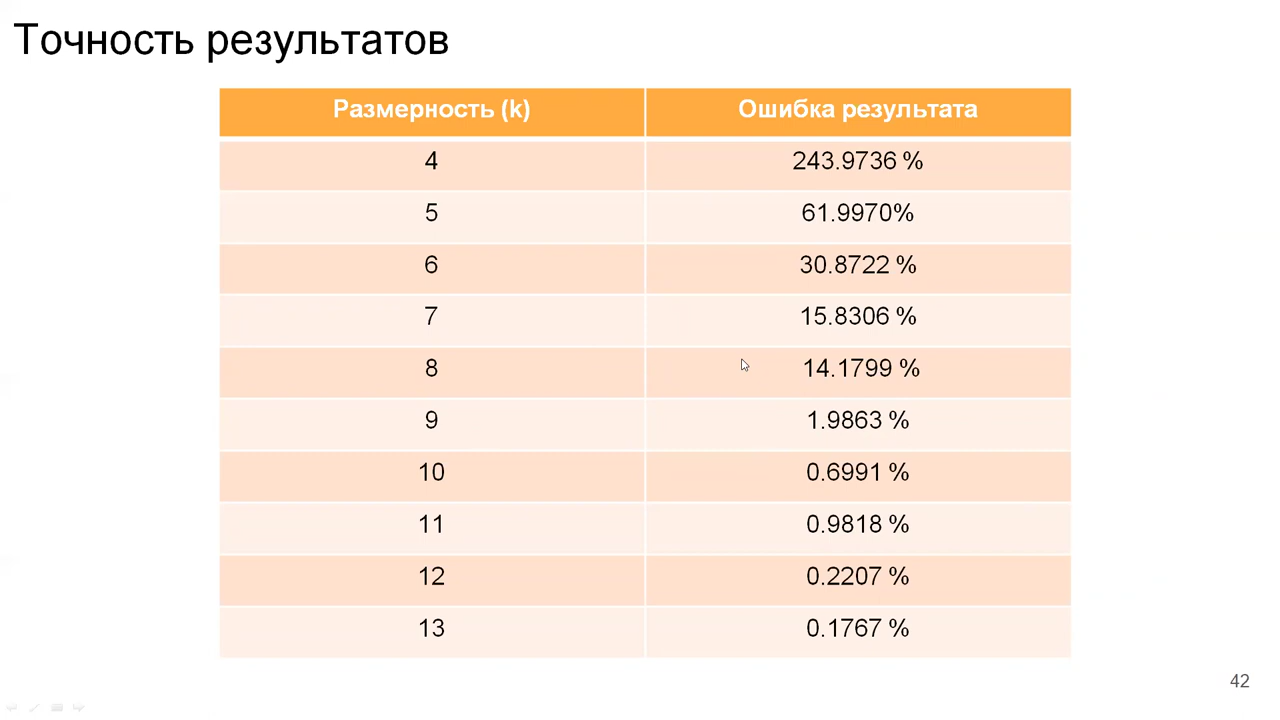 Точность результатов
Размерность (k) Ошибка результата
4 243.9736 %
5 61.9970%
6 30.8722 %
7 15.8306 %
8 14.1799 %
9 1.9863 %
10 0.6991 %
11 0.9818 %
12 0.2207 %
13 0.1767 %
42